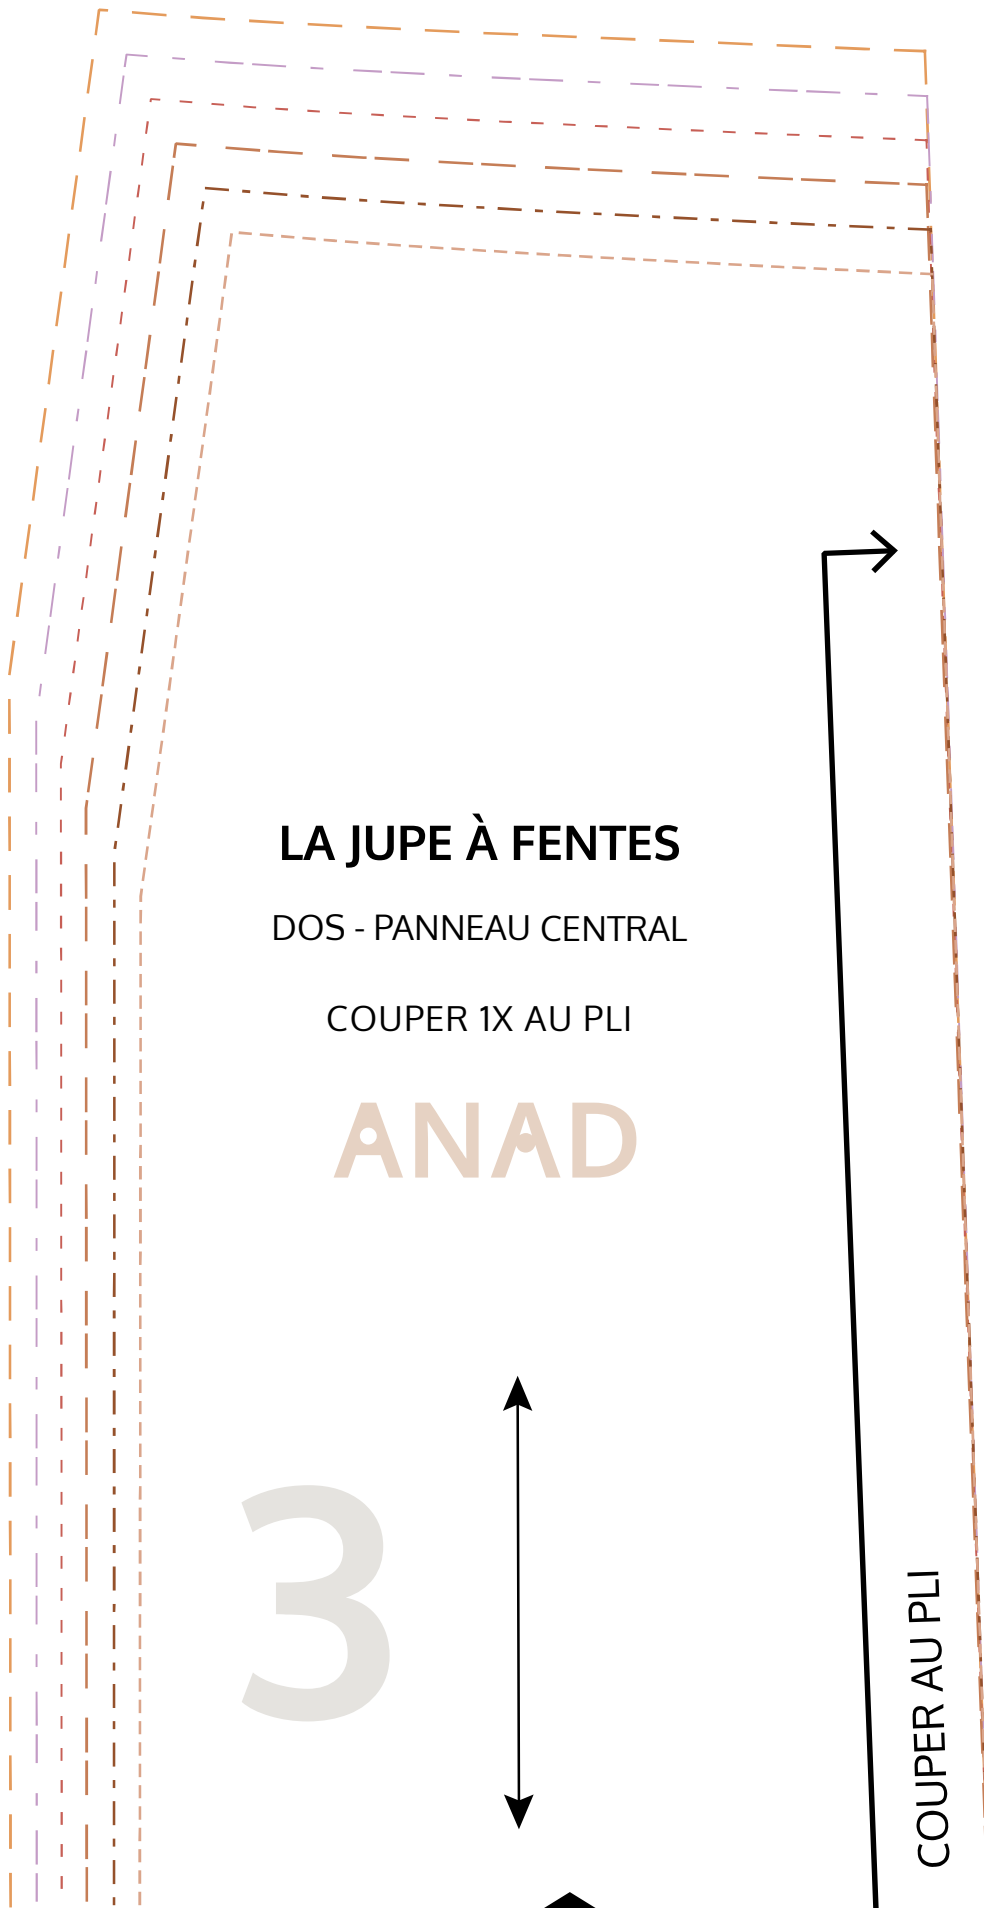 LA JUPE À FENTES
DOS - PANNEAU CENTRAL
COUPER 1X AU PLI
ANAD
3
COUPER AU PLI